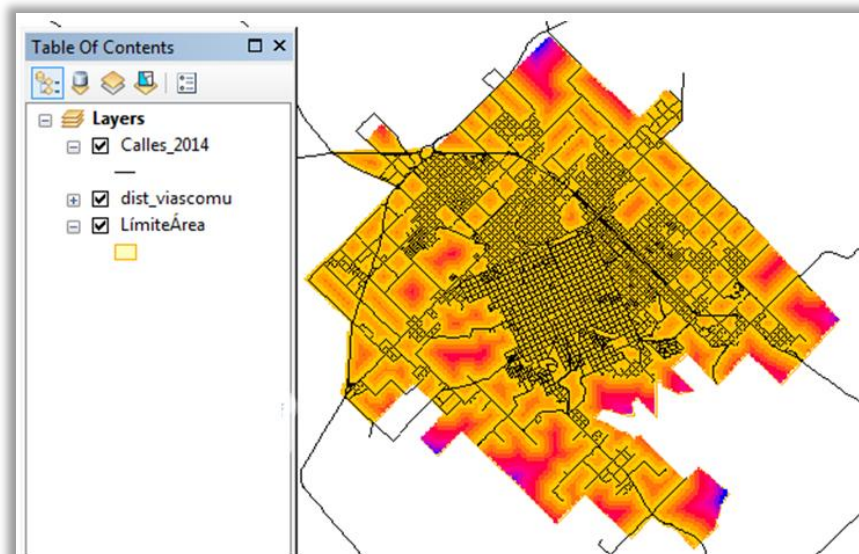 Table Of Contents
Layers
Calles_2014
dist_viascomu
LímiteÁrea